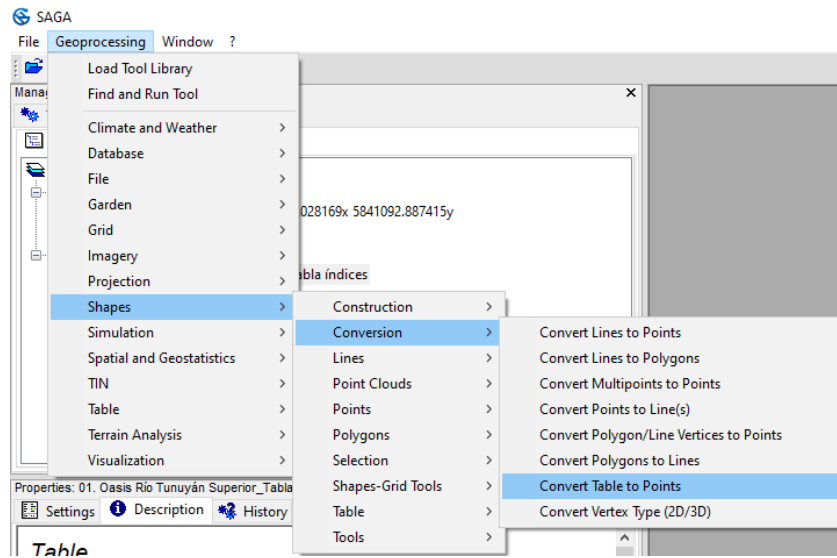 SAGA
File Geoprocessing Window ?
Load Tool Library
Mana
Find and Run Tool
Climate and Weather
Database
File
Garden
028169x 5841092.887415y
Grid
Imagery
abla índices
Projection
Shapes
Construction
Simulation
Conversion
Convert Lines to Points
Spatial and Geostatistics
Lines
Convert Lines to Polygons
TIN
Point Clouds
Convert Multipoints to Points
Table
Points
Convert Points to Line(s)
Terrain Analysis
Polygons
Convert Polygon/Line Vertices to Points
Visualization
Selection
Convert Polygons to Lines
Properties: 01. Oasis Río Tunuyán Superior_Tabla
Shapes-Grid Tools
Convert Table to Points
Settings Description History
Table
Convert Vertex Type (2D/3D)
Tools
Table